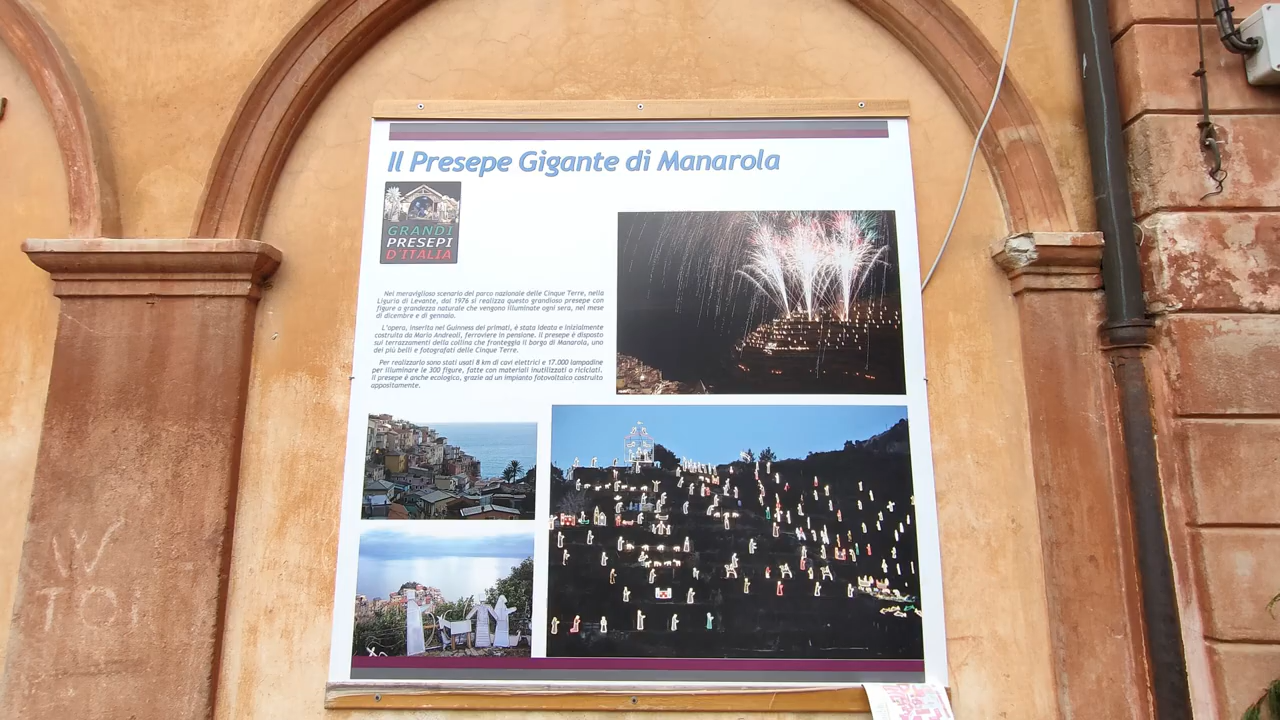 Il Presepe Gigante di Manarola
GRANDI
PRESEPI
D'ITALIA
Nel meraviglioso scenario del parco nazionale delle Cinque Terre, nella
Liguria di Levante, dal 1976 si realizza questo grandioso presepe con
figure a grandezza naturale che vengono illuminate ogni sera, nel mese
di dicembre e di gennaio.
L'opera, inserita nel Guinness dei primati, è stata ideata e inizialmente
costruita da Mario Andreoli, ferroviere in pensione. Il presepe è disposto
sui terrazzamenti della collina che fronteggia il borgo di Manarola, uno
dei più belli e fotografati delle Cinque Terre.
Per realizzarlo sono stati usati 8 km di cavi elettrici e 17.000 lampadine
per illuminare le 300 figure, fatte con materiali inutilizzati o riciclati.
Il presepe è anche ecologico, grazie ad un impianto fotovoltaico costruito
appositamente.
W
TOI